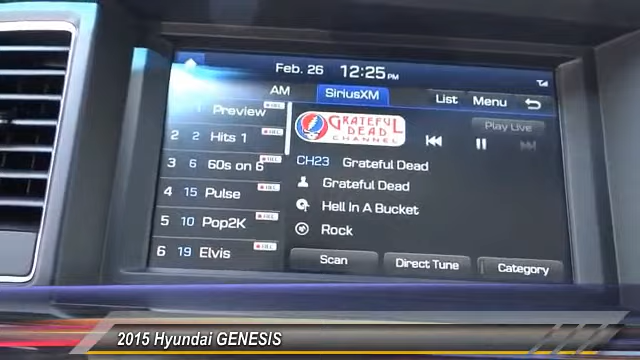 Feb. 26 12:25 PM
AM SiriusXM List Menu
1 Preview
2 2 Hits 1
3 6 60s on 6
4 15 Pulse
5 10 Pop2K
6 19 Elvis
GRATEFUL DEAD CHANNEL
Play Live
CH23 Grateful Dead
Grateful Dead
Hell In A Bucket
Rock
Scan Direct Tune Category
2015 Hyundai GENESIS